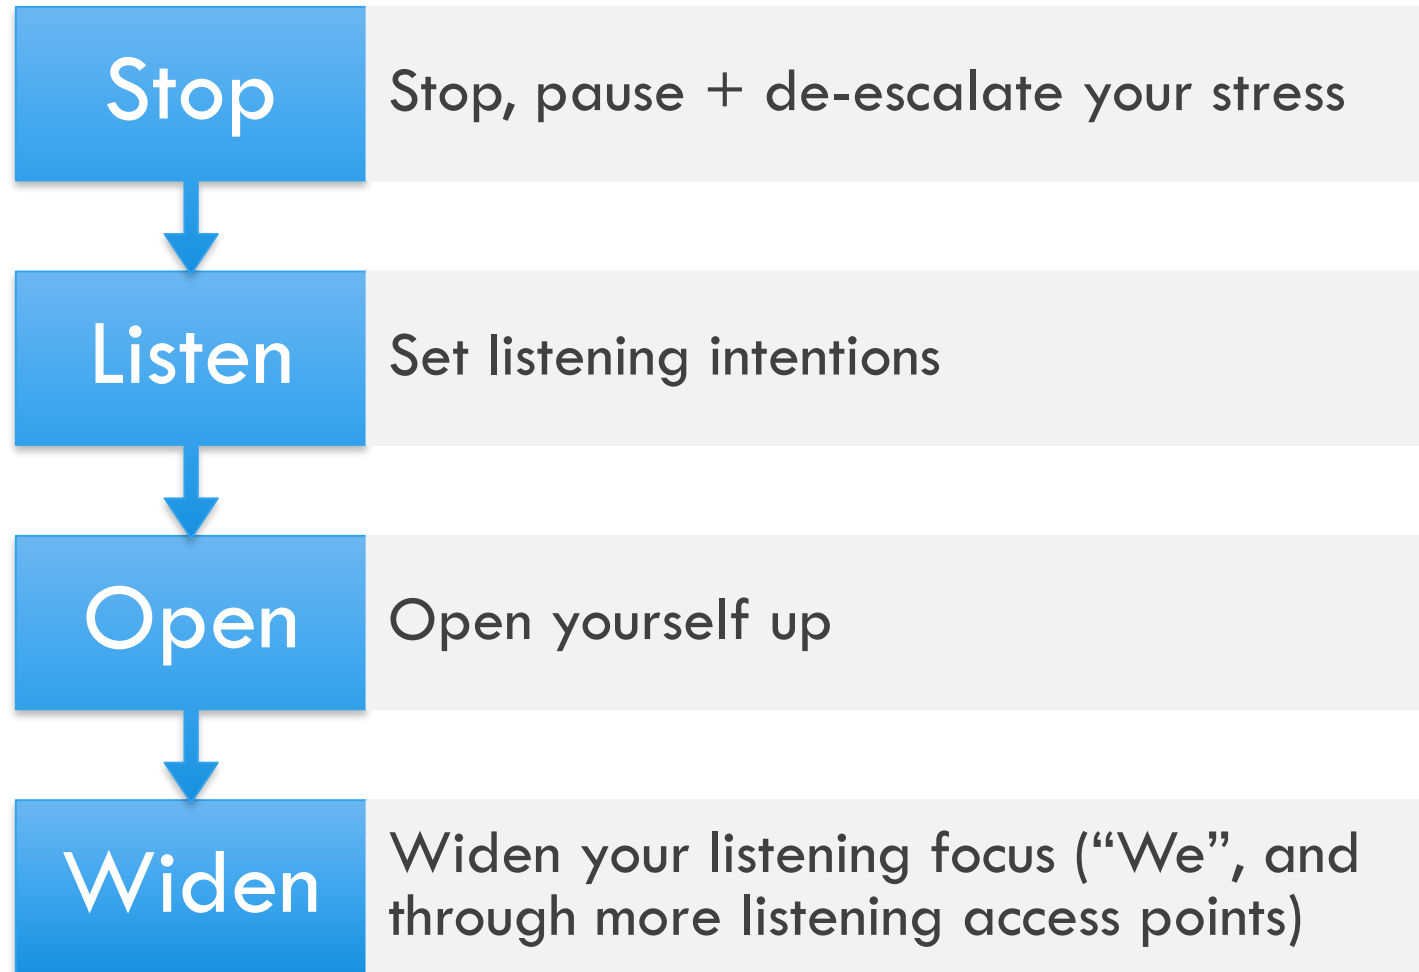 Stop
Stop, pause + de-escalate your stress
Listen
Set listening intentions
Open
Open yourself up
Widen
Widen your listening focus (“We”, and
through more listening access points)